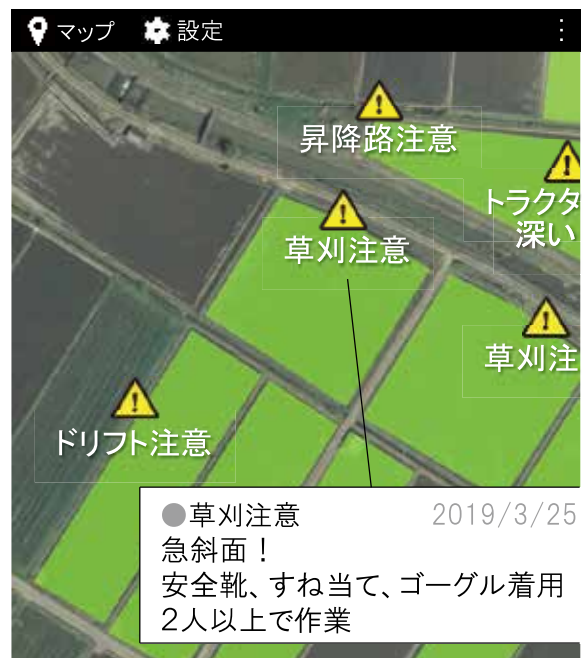 マップ 設定
昇降路注意
トラクタ
深い
草刈注意
草刈注
ドリフト注意
●草刈注意 2019/3/25
急斜面！
安全靴、すね当て、ゴーグル着用
2人以上で作業